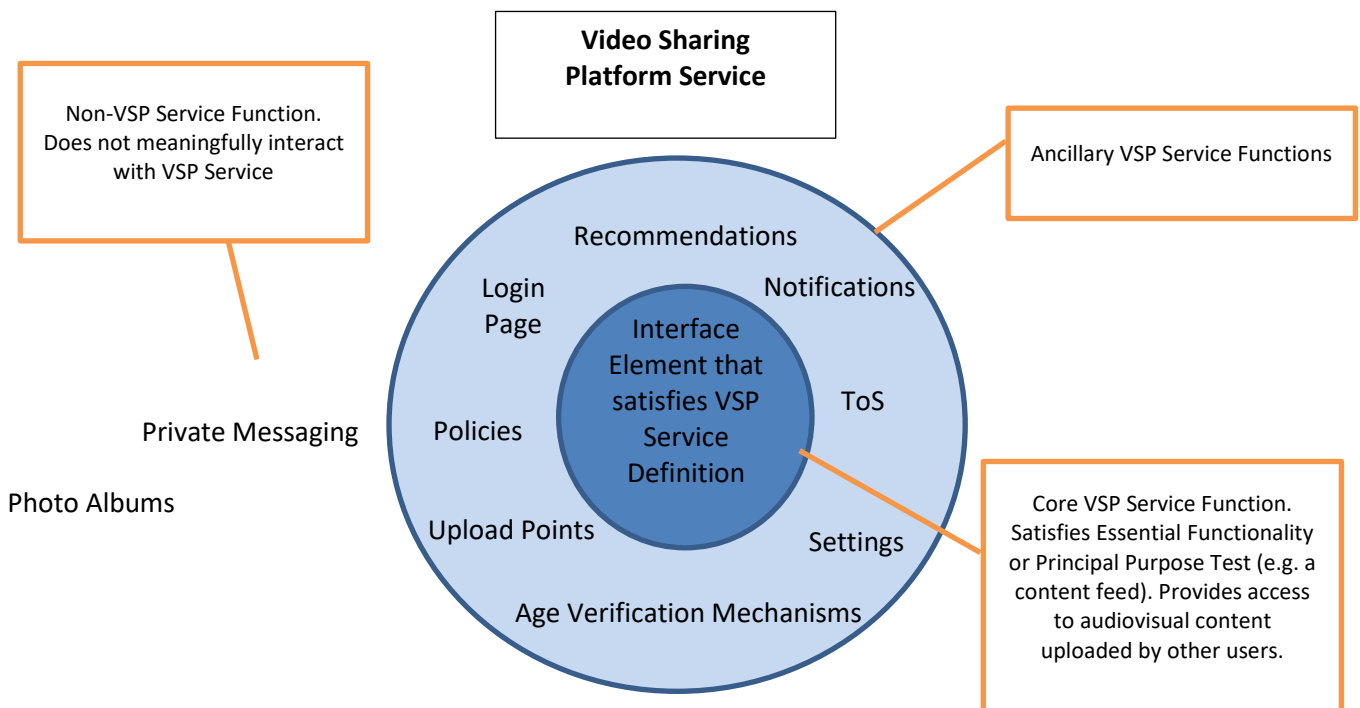 Video Sharing
Platform Service
Non-VSP Service Function.
Does not meaningfully interact
with VSP Service
Ancillary VSP Service Functions
Recommendations
Login
Page
Notifications
Interface
Element that
satisfies VSP
Service
Definition
ToS
Private Messaging
Policies
Photo Albums
Upload Points
Settings
Age Verification Mechanisms
Core VSP Service Function.
Satisfies Essential Functionality
or Principal Purpose Test (e.g. a
content feed). Provides access
to audiovisual content
uploaded by other users.